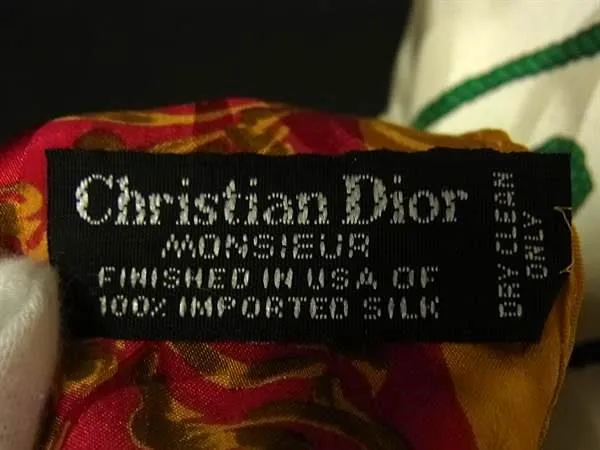 Christian Dior
MONSIEUR
FINISHED IN USA OF
100% IMPORTED SILK
DRY CLEAN
ONLY